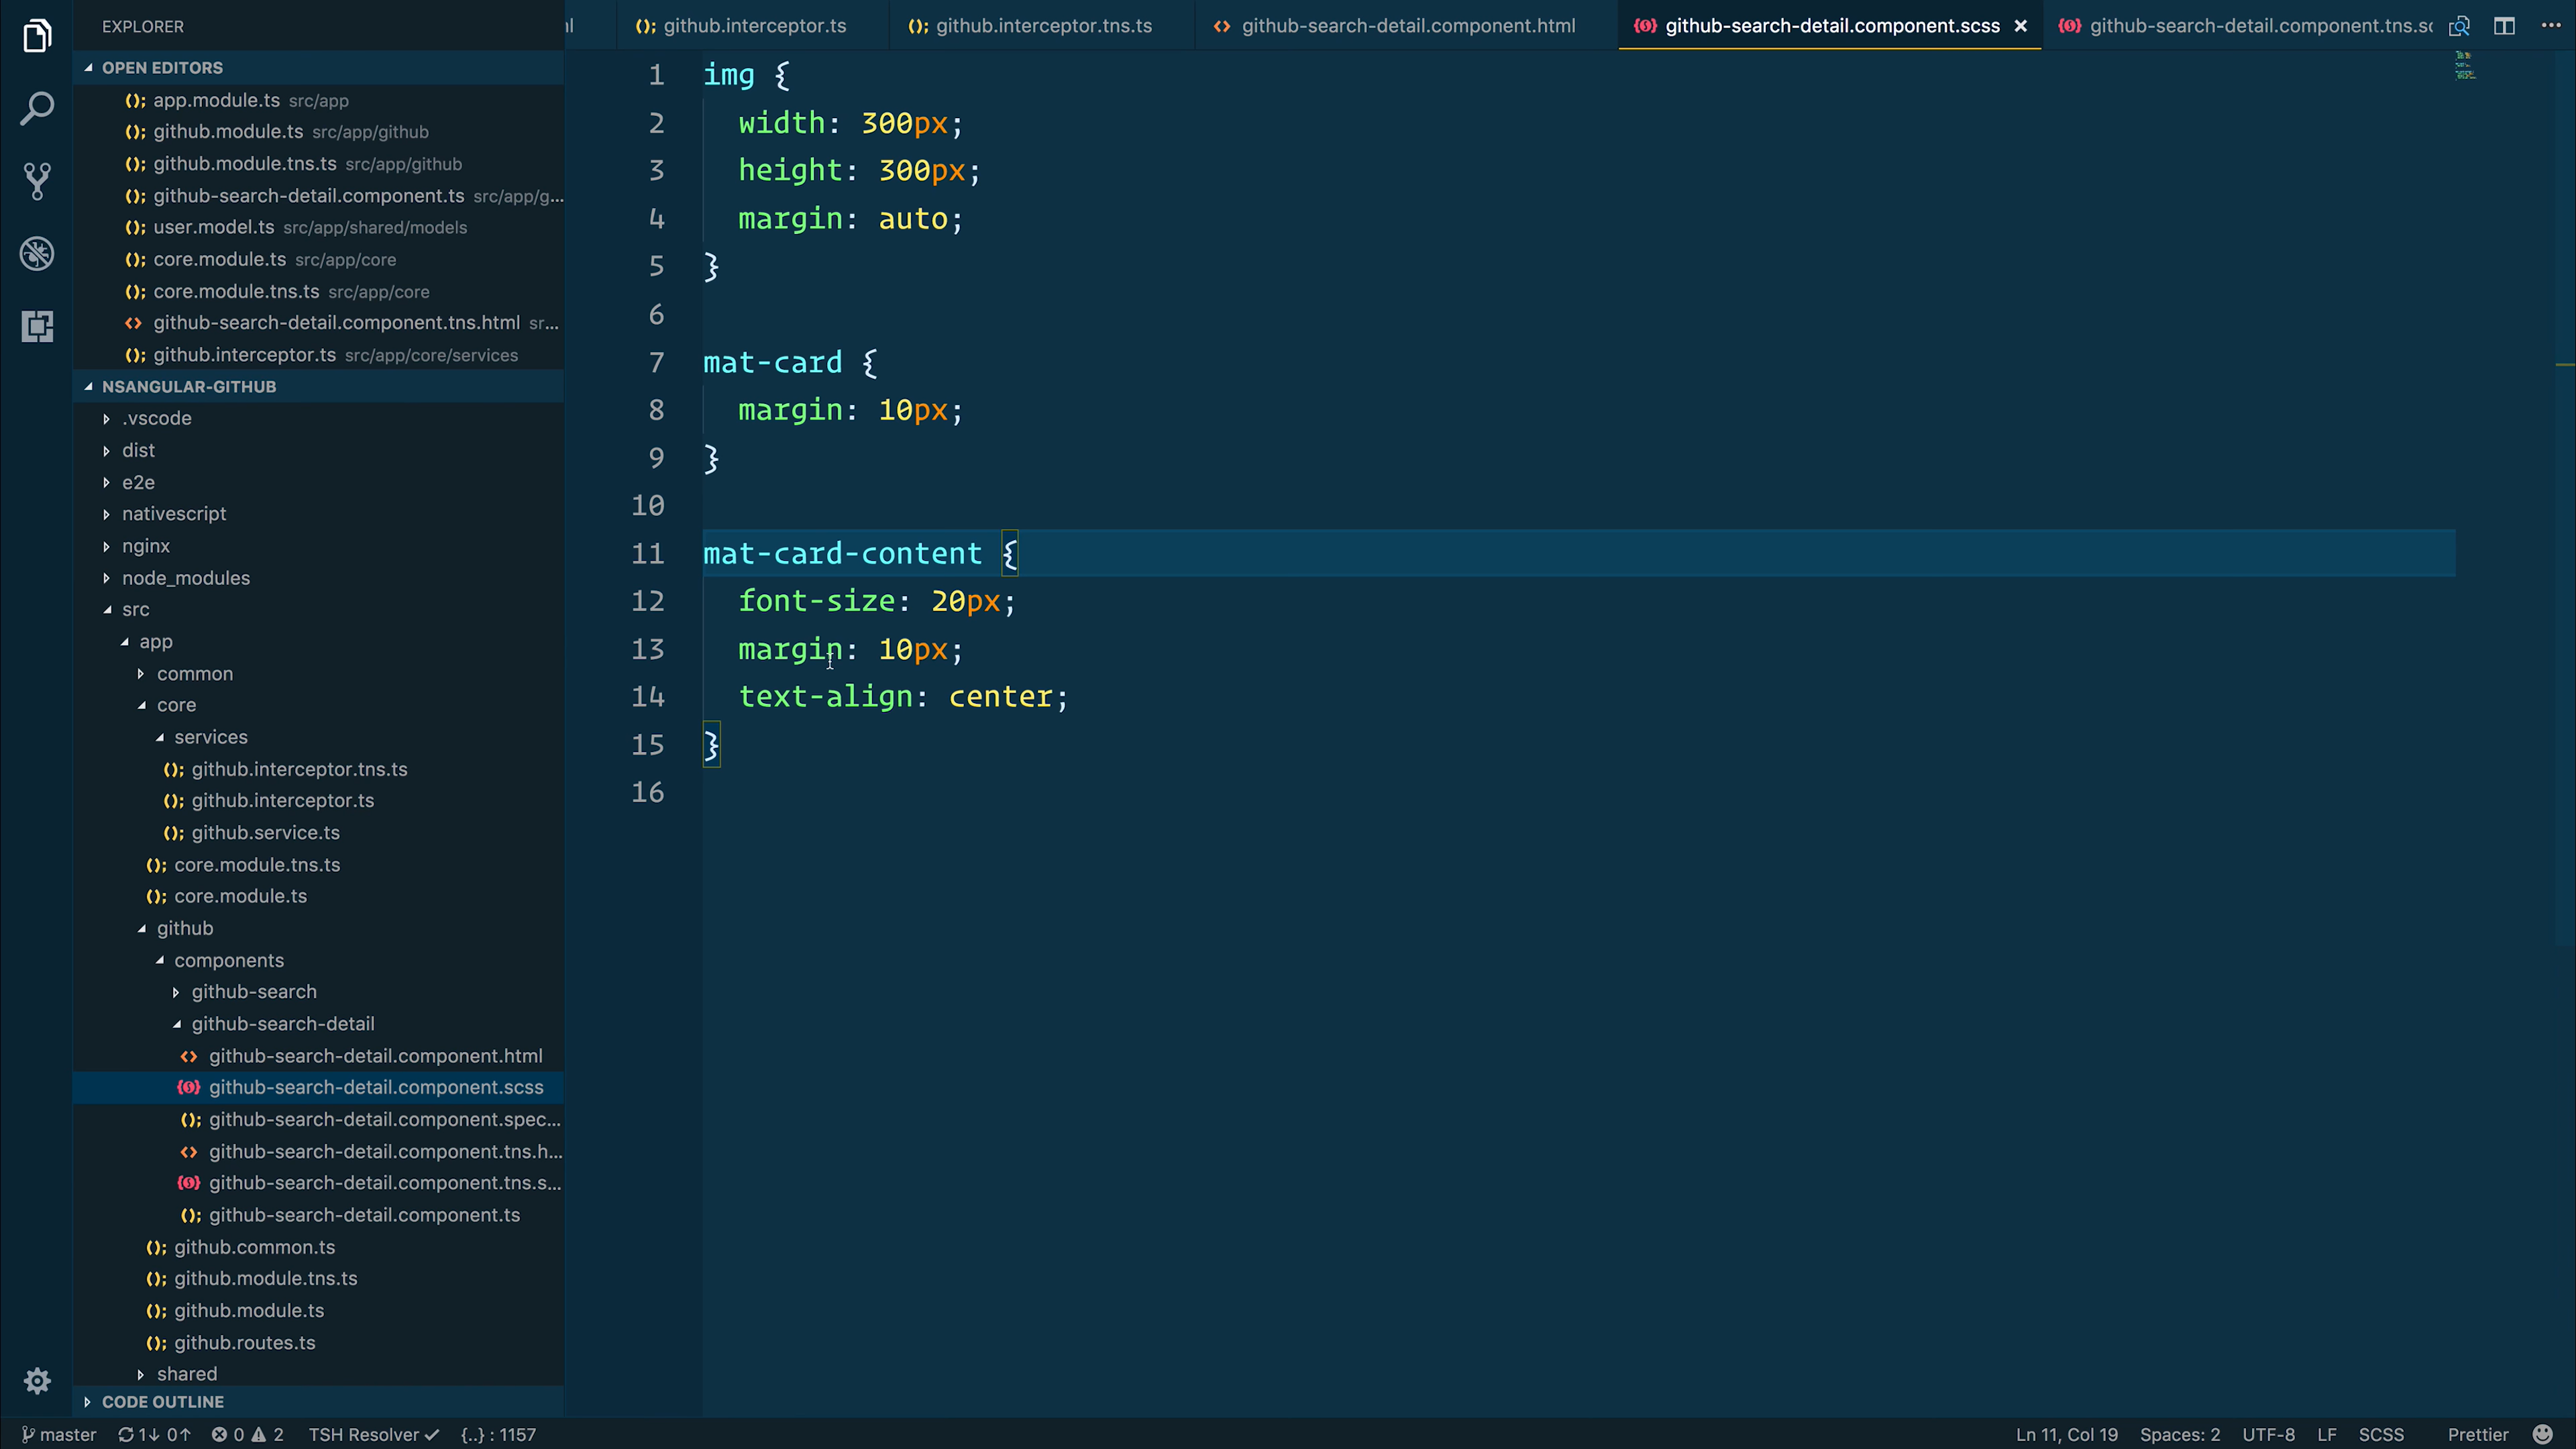 EXPLORER
OPEN EDITORS
app.module.ts src/app
github.module.ts src/app/github
github.module.tns.ts src/app/github
github-search-detail.component.ts src/app/g...
user.model.ts src/app/shared/models
core.module.ts src/app/core
core.module.tns.ts src/app/core
github-search-detail.component.tns.html sr...
github.interceptor.ts src/app/core/services
NSANGULAR-GITHUB
.vscode
dist
e2e
nativescript
nginx
node_modules
src
app
common
core
services
github.interceptor.tns.ts
github.interceptor.ts
github.service.ts
core.module.tns.ts
core.module.ts
github
components
github-search
github-search-detail
github-search-detail.component.html
github-search-detail.component.scss
github-search-detail.component.spec...
github-search-detail.component.tns.h...
github-search-detail.component.tns.s...
github-search-detail.component.ts
github.common.ts
github.module.tns.ts
github.module.ts
github.routes.ts
shared
CODE OUTLINE
github.interceptor.ts github.interceptor.tns.ts github-search-detail.component.html github-search-detail.component.scss github-search-detail.component.tns.sc
1 img {
2 width: 300px;
3 height: 300px;
4 margin: auto;
5 }
6
7 mat-card {
8 margin: 10px;
9 }
10
11 mat-card-content {
12 font-size: 20px;
13 margin: 10px;
14 text-align: center;
15 }
16
master 1↓ 0↑ 0 2 TSH Resolver ✓ {..} : 1157 Ln 11, Col 19 Spaces: 2 UTF-8 LF SCSS Prettier